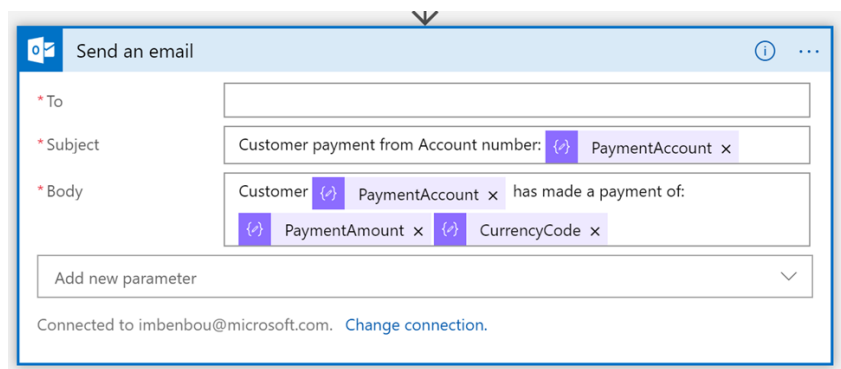 Send an email
*To
*Subject
Customer payment from Account number: PaymentAccount ×
*Body
Customer PaymentAccount × has made a payment of:
PaymentAmount × CurrencyCode ×
Add new parameter
Connected to imbenbou@microsoft.com. Change connection.